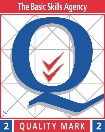 The Basic Skills Agency
Q
2 QUALITY MARK 2